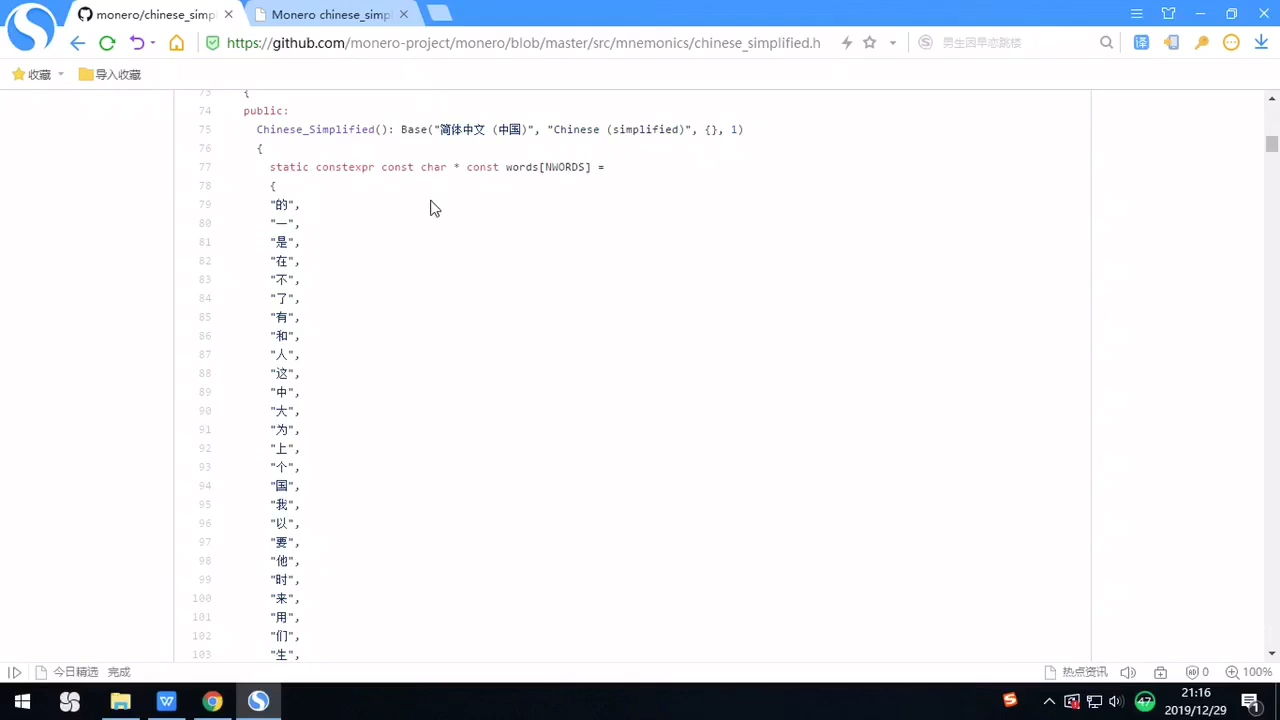 monero/chinese_simp
Monero chinese_simpl
https://github.com/monero-project/monero/blob/master/src/mnemonics/chinese_simplified.h
男生因早恋跳楼
译
收藏
导入收藏
73 {
74 public:
75 Chinese_Simplified(): Base("简体中文 (中国)", "Chinese (simplified)", {}, 1)
76 {
77 static constexpr const char * const words[NWORDS] =
78 {
79 "的",
80 "一",
81 "是",
82 "在",
83 "不",
84 "了",
85 "有",
86 "和",
87 "人",
88 "这",
89 "中",
90 "大",
91 "为",
92 "上",
93 "个",
94 "国",
95 "我",
96 "以",
97 "要",
98 "他",
99 "时",
100 "来",
101 "用",
102 "们",
103 "生",
今日精选 完成
热点资讯 0 100%
47
21:16
2019/12/29
1